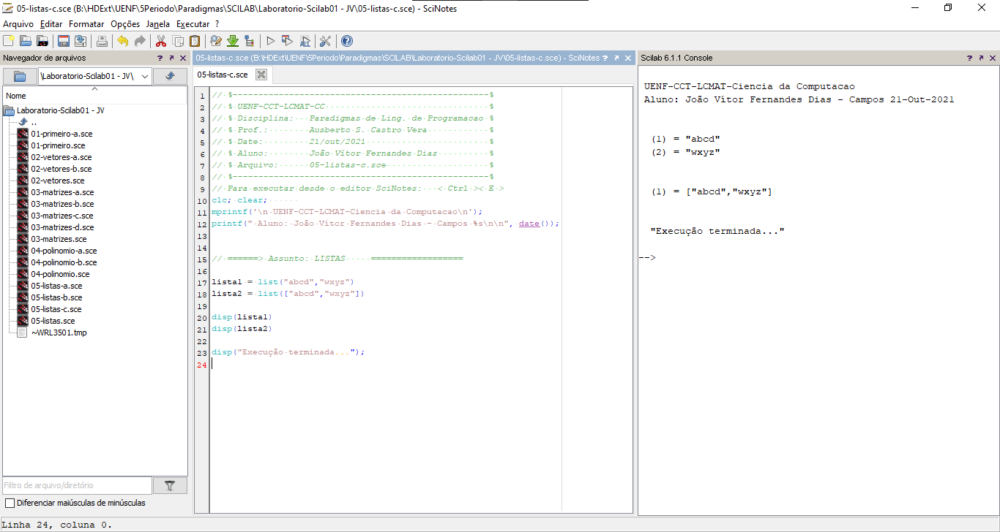 05-listas-c.sce (B:\HDExt\UENF\5Periodo\Paradigmas\SCILAB\Laboratorio-Scilab01 - JV\05-listas-c.sce) - SciNotes
Arquivo Editar Formatar Opções Janela Executar ?
Navegador de arquivos
\Laboratorio-Scilab01 - JV\
Nome
Laboratorio-Scilab01 - JV
..
01-primeiro-a.sce
01-primeiro.sce
02-vetores-a.sce
02-vetores-b.sce
02-vetores.sce
03-matrizes-a.sce
03-matrizes-b.sce
03-matrizes-c.sce
03-matrizes-d.sce
03-matrizes.sce
04-polinomio-a.sce
04-polinomio-b.sce
04-polinomio.sce
05-listas-a.sce
05-listas-b.sce
05-listas-c.sce
05-listas.sce
~WRL3501.tmp
Filtro de arquivo/diretório
Diferenciar maiúsculas de minúsculas
05-listas-c.sce (B:\HDExt\UENF\5Periodo\Paradigmas\SCILAB\Laboratorio-Scilab01 - JV\05-listas-c.sce) - SciNotes
05-listas-c.sce
1 // %--------------------------------------------------%
2 // % UENF-CCT-LCMAT-CC %
3 // % Disciplina: Paradigmas de Ling. de Programacao %
4 // % Prof.: Ausberto S. Castro Vera %
5 // % Date: 21/out/2021 %
6 // % Aluno: João Vítor Fernandes Dias %
7 // % Arquivo: 05-listas-c.sce %
8 // %--------------------------------------------------%
9 // Para executar desde o editor SciNotes: < Ctrl >< E >
10 clc; clear;
11 mprintf('\n UENF-CCT-LCMAT-Ciencia da Computacao\n');
12 printf(" Aluno: João Vítor Fernandes Dias - Campos %s\n\n", date());
13
14
15 // ======> Assunto: LISTAS ==================
16
17 lista1 = list("abcd","wxyz")
18 lista2 = list(["abcd","wxyz"])
19
20 disp(lista1)
21 disp(lista2)
22
23 disp("Execução terminada...");
24
Scilab 6.1.1 Console
UENF-CCT-LCMAT-Ciencia da Computacao
Aluno: João Vítor Fernandes Dias - Campos 21-Out-2021
(1) = "abcd"
(2) = "wxyz"
(1) = ["abcd","wxyz"]
"Execução terminada..."
-->
Linha 24, coluna 0.